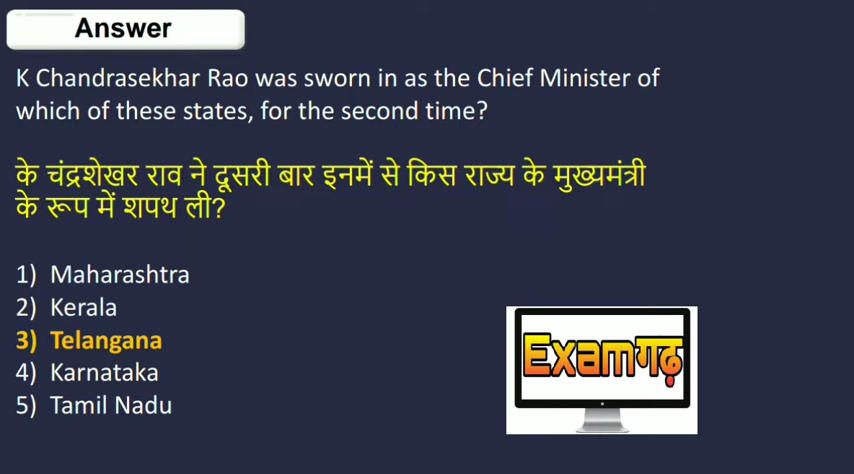 Answer
K Chandrasekhar Rao was sworn in as the Chief Minister of
which of these states, for the second time?
के चंद्रशेखर राव ने दूसरी बार इनमें से किस राज्य के मुख्यमंत्री
के रूप में शपथ ली?
1) Maharashtra
2) Kerala
3) Telangana
4) Karnataka
5) Tamil Nadu
Examगढ़